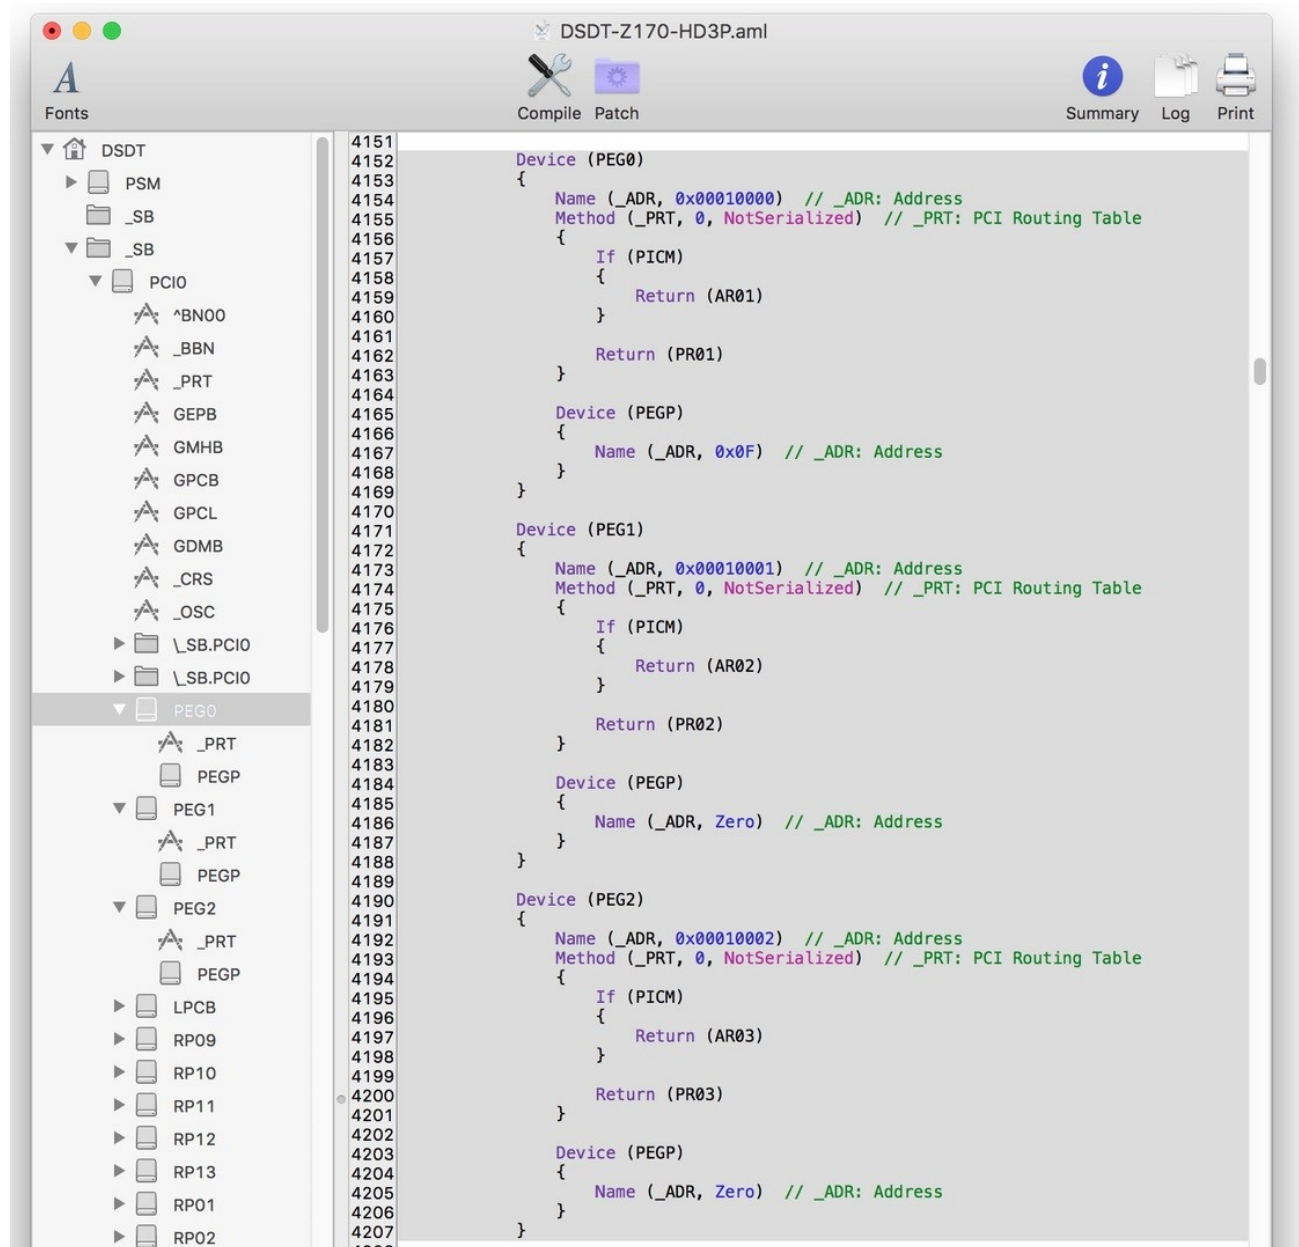 DSDT-Z170-HD3P.aml
A
Fonts
Compile
Patch
i
Summary
Log
Print
DSDT
PSM
_SB
_SB
PCI0
^BN00
_BBN
_PRT
GEPB
GMHB
GPCB
GPCL
GDMB
_CRS
_OSC
\_SB.PCI0
\_SB.PCI0
PEG0
_PRT
PEGP
PEG1
_PRT
PEGP
PEG2
_PRT
PEGP
LPCB
RP09
RP10
RP11
RP12
RP13
RP01
RP02
4151
4152 Device (PEG0)
4153 {
4154 Name (_ADR, 0x00010000)  // _ADR: Address
4155 Method (_PRT, 0, NotSerialized)  // _PRT: PCI Routing Table
4156 {
4157 If (PICM)
4158 {
4159 Return (AR01)
4160 }
4161
4162 Return (PR01)
4163 }
4164
4165 Device (PEGP)
4166 {
4167 Name (_ADR, 0x0F)  // _ADR: Address
4168 }
4169 }
4170
4171 Device (PEG1)
4172 {
4173 Name (_ADR, 0x00010001)  // _ADR: Address
4174 Method (_PRT, 0, NotSerialized)  // _PRT: PCI Routing Table
4175 {
4176 If (PICM)
4177 {
4178 Return (AR02)
4179 }
4180
4181 Return (PR02)
4182 }
4183
4184 Device (PEGP)
4185 {
4186 Name (_ADR, Zero)  // _ADR: Address
4187 }
4188 }
4189
4190 Device (PEG2)
4191 {
4192 Name (_ADR, 0x00010002)  // _ADR: Address
4193 Method (_PRT, 0, NotSerialized)  // _PRT: PCI Routing Table
4194 {
4195 If (PICM)
4196 {
4197 Return (AR03)
4198 }
4199
4200 Return (PR03)
4201 }
4202
4203 Device (PEGP)
4204 {
4205 Name (_ADR, Zero)  // _ADR: Address
4206 }
4207 }